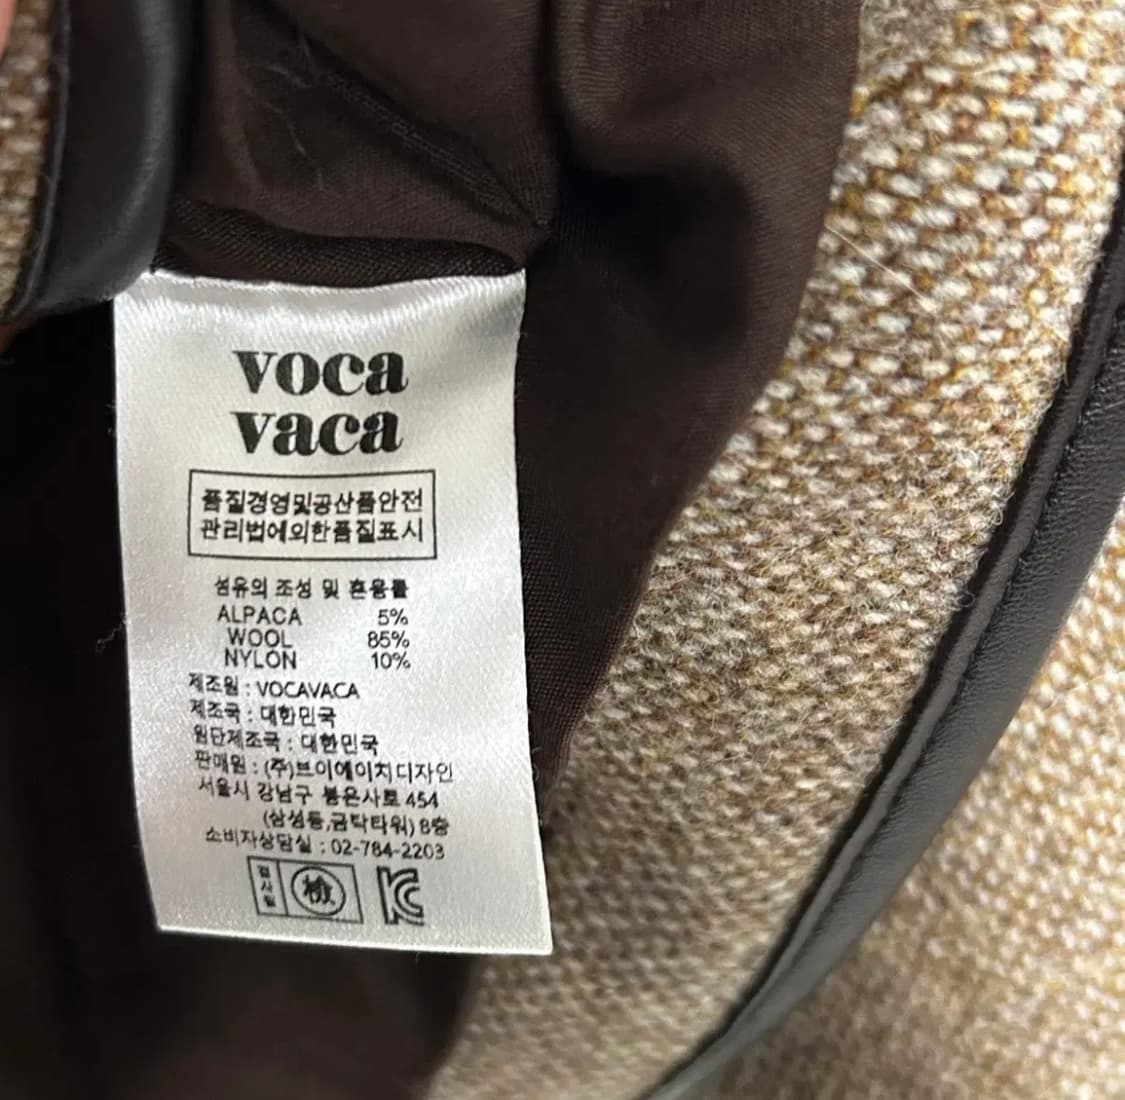 voca
vaca
품질경영및공산품안전
관리법에의한품질표시
섬유의 조성 및 혼용률
ALPACA 5%
WOOL 85%
NYLON 10%
제조원 : VOCAVACA
제조국 : 대한민국
원단제조국 : 대한민국
판매원 : (주)브이에이치디자인
서울시 강남구 봉은사로 454
(삼성동,금탁타워) 8층
소비자상담실 : 02-784-2203
검사필
檢
KC